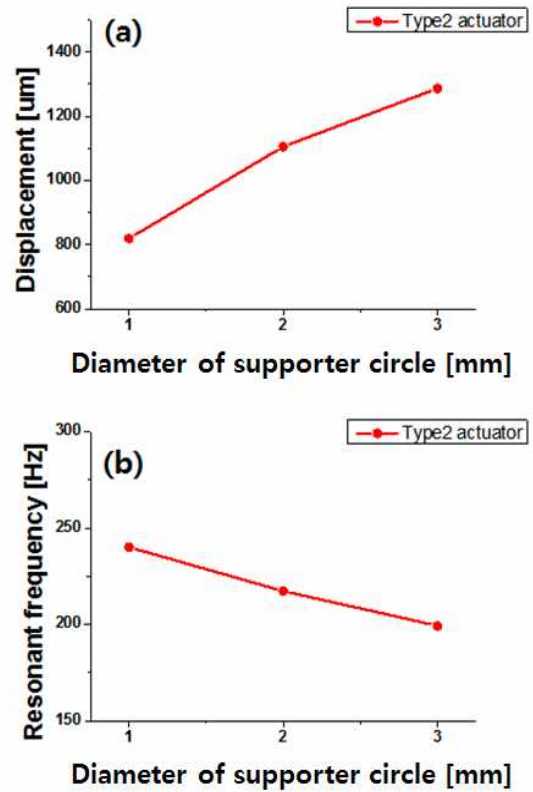 (a)
Type2 actuator
Displacement [um]
1400
1200
1000
800
600
1 2 3
Diameter of supporter circle [mm]
(b)
Type2 actuator
Resonant frequency [Hz]
300
250
200
150
1 2 3
Diameter of supporter circle [mm]